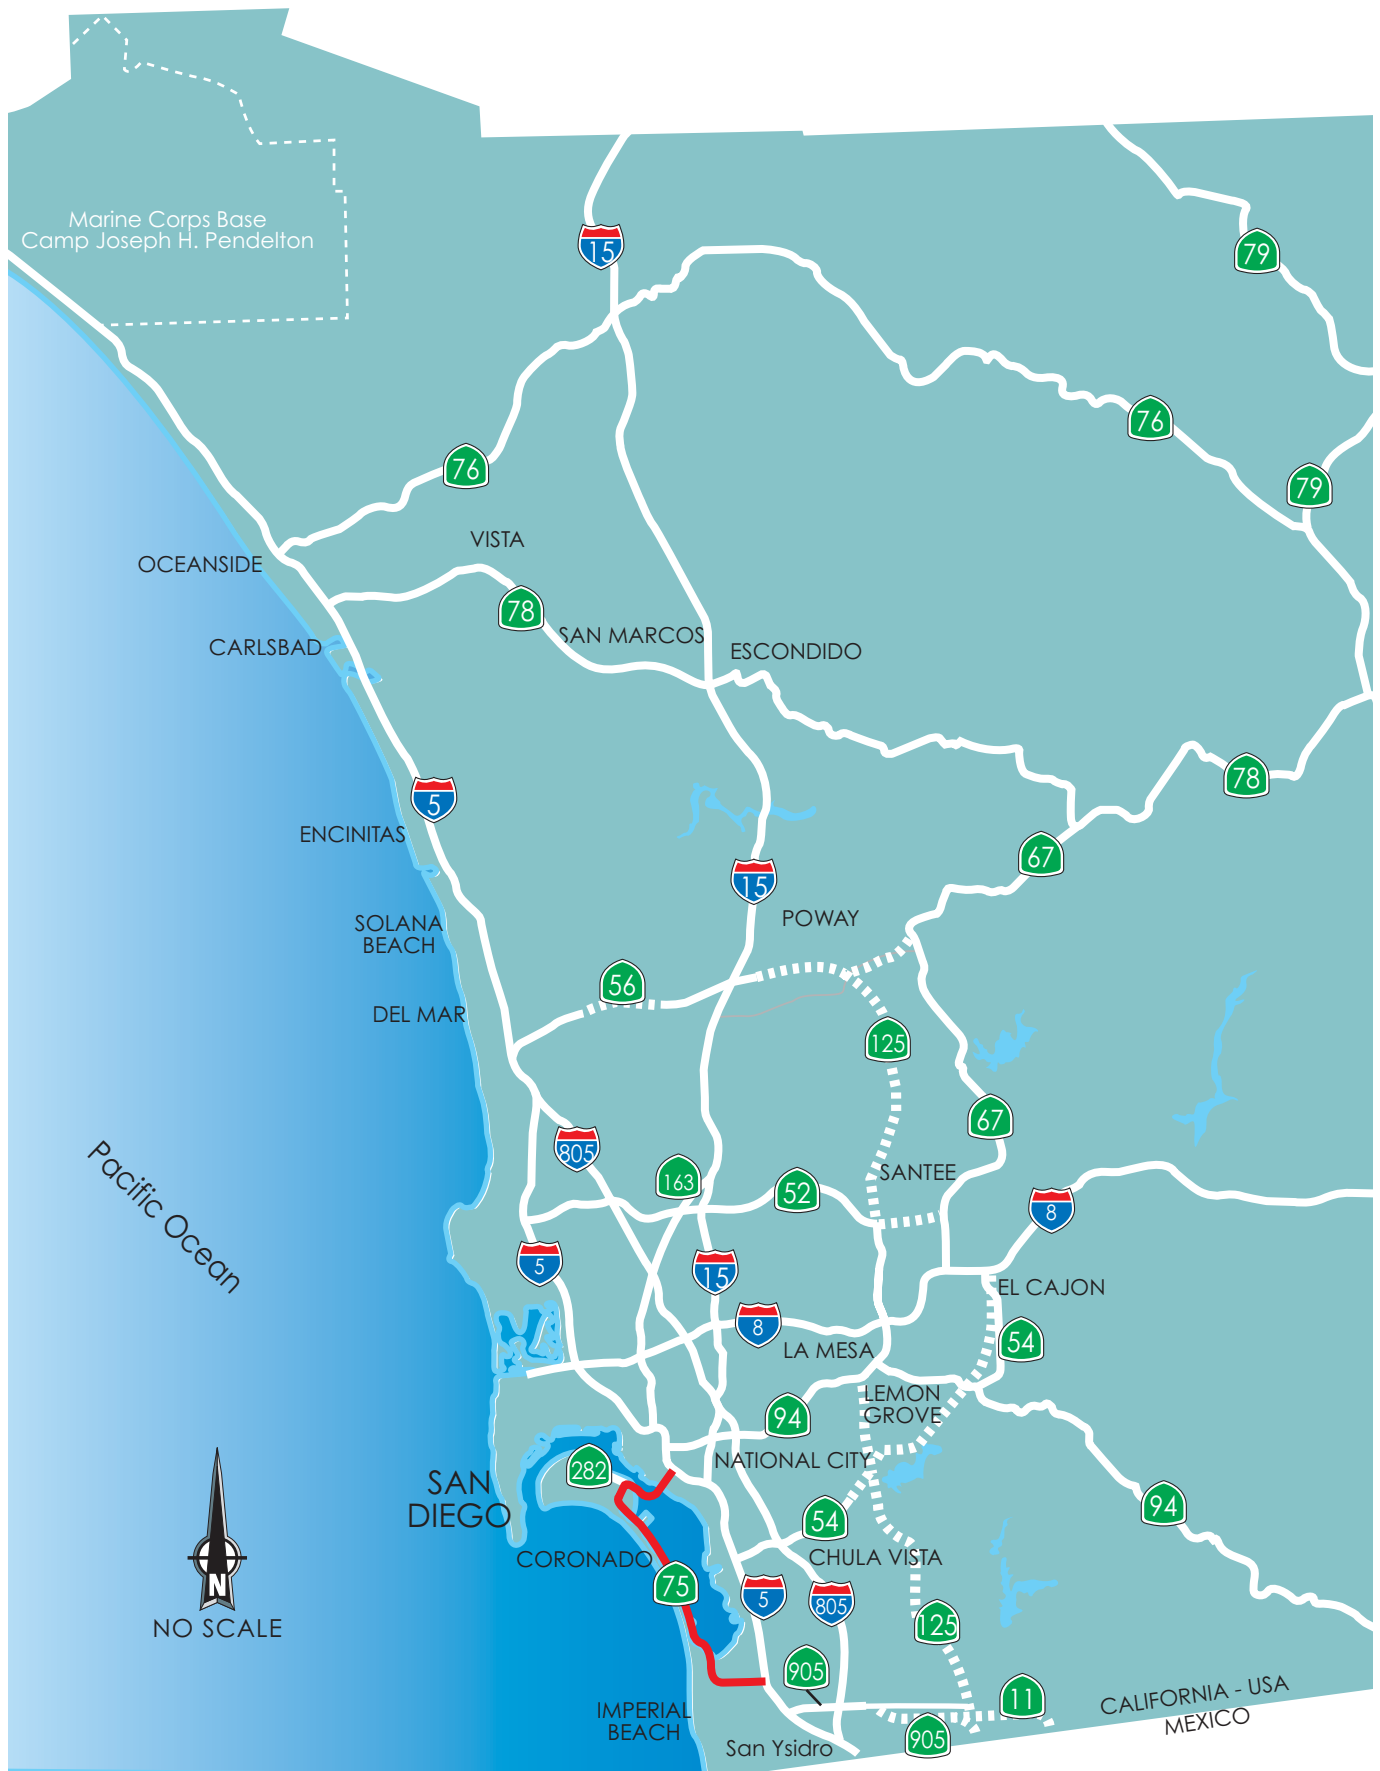 Marine Corps Base
Camp Joseph H. Pendelton
15
79
76
76
79
VISTA
OCEANSIDE
78
SAN MARCOS
CARLSBAD
ESCONDIDO
78
5
ENCINITAS
67
15
POWAY
SOLANA
BEACH
56
DEL MAR
125
67
805
Pacific Ocean
163
52
SANTEE
8
5
15
EL CAJON
8
LA MESA
54
LEMON
GROVE
94
NATIONAL CITY
282
SAN
DIEGO
94
54
CORONADO
CHULA VISTA
75
5
805
N
NO SCALE
125
905
11
CALIFORNIA - USA
MEXICO
IMPERIAL
BEACH
905
San Ysidro